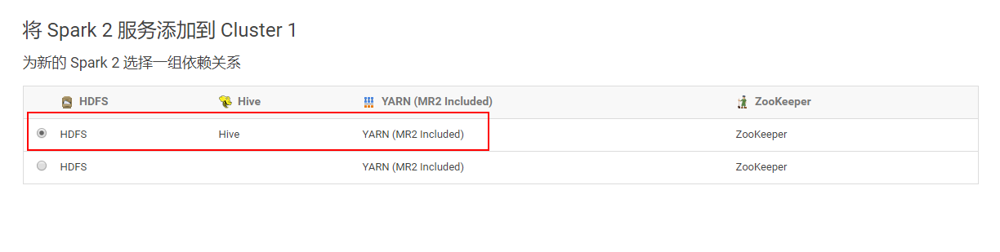 将 Spark 2 服务添加到 Cluster 1
为新的 Spark 2 选择一组依赖关系
HDFS Hive YARN (MR2 Included) ZooKeeper
HDFS Hive YARN (MR2 Included) ZooKeeper
HDFS YARN (MR2 Included) ZooKeeper